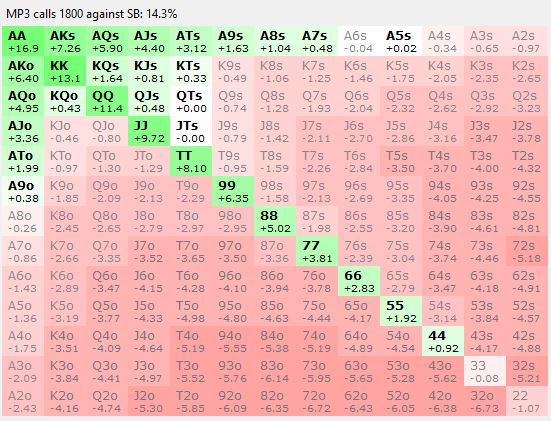 MP3 calls 1800 against SB: 14.3%
AA AKs AQs AJs ATs A9s A8s A7s A6s A5s A4s A3s A2s
+16.9 +7.26 +5.90 +4.40 +3.12 +1.63 +1.04 +0.48 -0.04 +0.02 -0.34 -0.65 -0.97
AKo KK KQs KJs KTs K9s K8s K7s K6s K5s K4s K3s K2s
+6.40 +13.1 +1.64 +0.81 +0.33 -0.49 -1.06 -1.25 -1.46 -1.75 -2.05 -2.35 -2.65
AQo KQo QQ QJs QTs Q9s Q8s Q7s Q6s Q5s Q4s Q3s Q2s
+4.95 +0.43 +11.4 +0.48 +0.00 -0.74 -1.28 -1.93 -2.04 -2.32 -2.62 -2.92 -3.23
AJo KJo QJo JJ JTs J9s J8s J7s J6s J5s J4s J3s J2s
+3.36 -0.46 -0.80 +9.72 -0.00 -0.79 -1.42 -2.11 -2.70 -2.86 -3.16 -3.47 -3.78
ATo KTo QTo JTo TT T9s T8s T7s T6s T5s T4s T3s T2s
+1.99 -0.97 -1.30 -1.29 +8.10 -0.95 -1.59 -2.26 -2.84 -3.50 -3.70 -4.00 -4.32
A9o K9o Q9o J9o T9o 99 98s 97s 96s 95s 94s 93s 92s
+0.38 -1.85 -2.09 -2.13 -2.29 +6.35 -1.58 -2.13 -2.69 -3.35 -4.05 -4.25 -4.55
A8o K8o Q8o J8o T8o 98o 88 87s 86s 85s 84s 83s 82s
-0.26 -2.45 -2.65 -2.79 -2.97 -2.95 +5.02 -1.98 -2.55 -3.20 -3.90 -4.61 -4.81
A7o K7o Q7o J7o T7o 97o 87o 77 76s 75s 74s 73s 72s
-0.86 -2.66 -3.35 -3.52 -3.65 -3.50 -3.36 +3.81 -2.39 -3.04 -3.74 -4.46 -5.18
A6o K6o Q6o J6o T6o 96o 86o 76o 66 65s 64s 63s 62s
-1.43 -2.89 -3.47 -4.15 -4.28 -4.10 -3.94 -3.78 +2.83 -2.79 -3.47 -4.18 -4.91
A5o K5o Q5o J5o T5o 95o 85o 75o 65o 55 54s 53s 52s
-1.36 -3.19 -3.77 -4.33 -4.98 -4.80 -4.63 -4.44 -4.17 +1.92 -3.14 -3.84 -4.57
A4o K4o Q4o J4o T4o 94o 84o 74o 64o 54o 44 43s 42s
-1.75 -3.51 -4.09 -4.64 -5.19 -5.55 -5.38 -5.19 -4.89 -4.54 +0.92 -4.17 -4.88
A3o K3o Q3o J3o T3o 93o 83o 73o 63o 53o 43o 33 32s
-2.09 -3.84 -4.41 -4.97 -5.52 -5.76 -6.14 -5.95 -5.65 -5.28 -5.62 -0.08 -5.21
A2o K2o Q2o J2o T2o 92o 82o 72o 62o 52o 42o 32o 22
-2.43 -4.16 -4.74 -5.30 -5.85 -6.09 -6.35 -6.72 -6.43 -6.05 -6.38 -6.73 -1.07